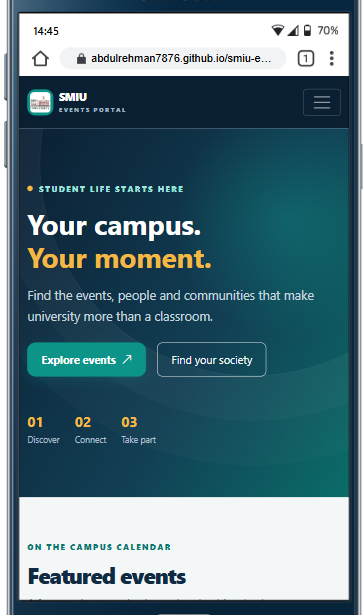 14:45
70%
abdulrehman7876.github.io/smiu-e...
1
SMIU
EVENTS PORTAL
STUDENT LIFE STARTS HERE
Your campus.
Your moment.
Find the events, people and communities that make
university more than a classroom.
Explore events ↗
Find your society
01 02 03
Discover Connect Take part
ON THE CAMPUS CALENDAR
Featured events